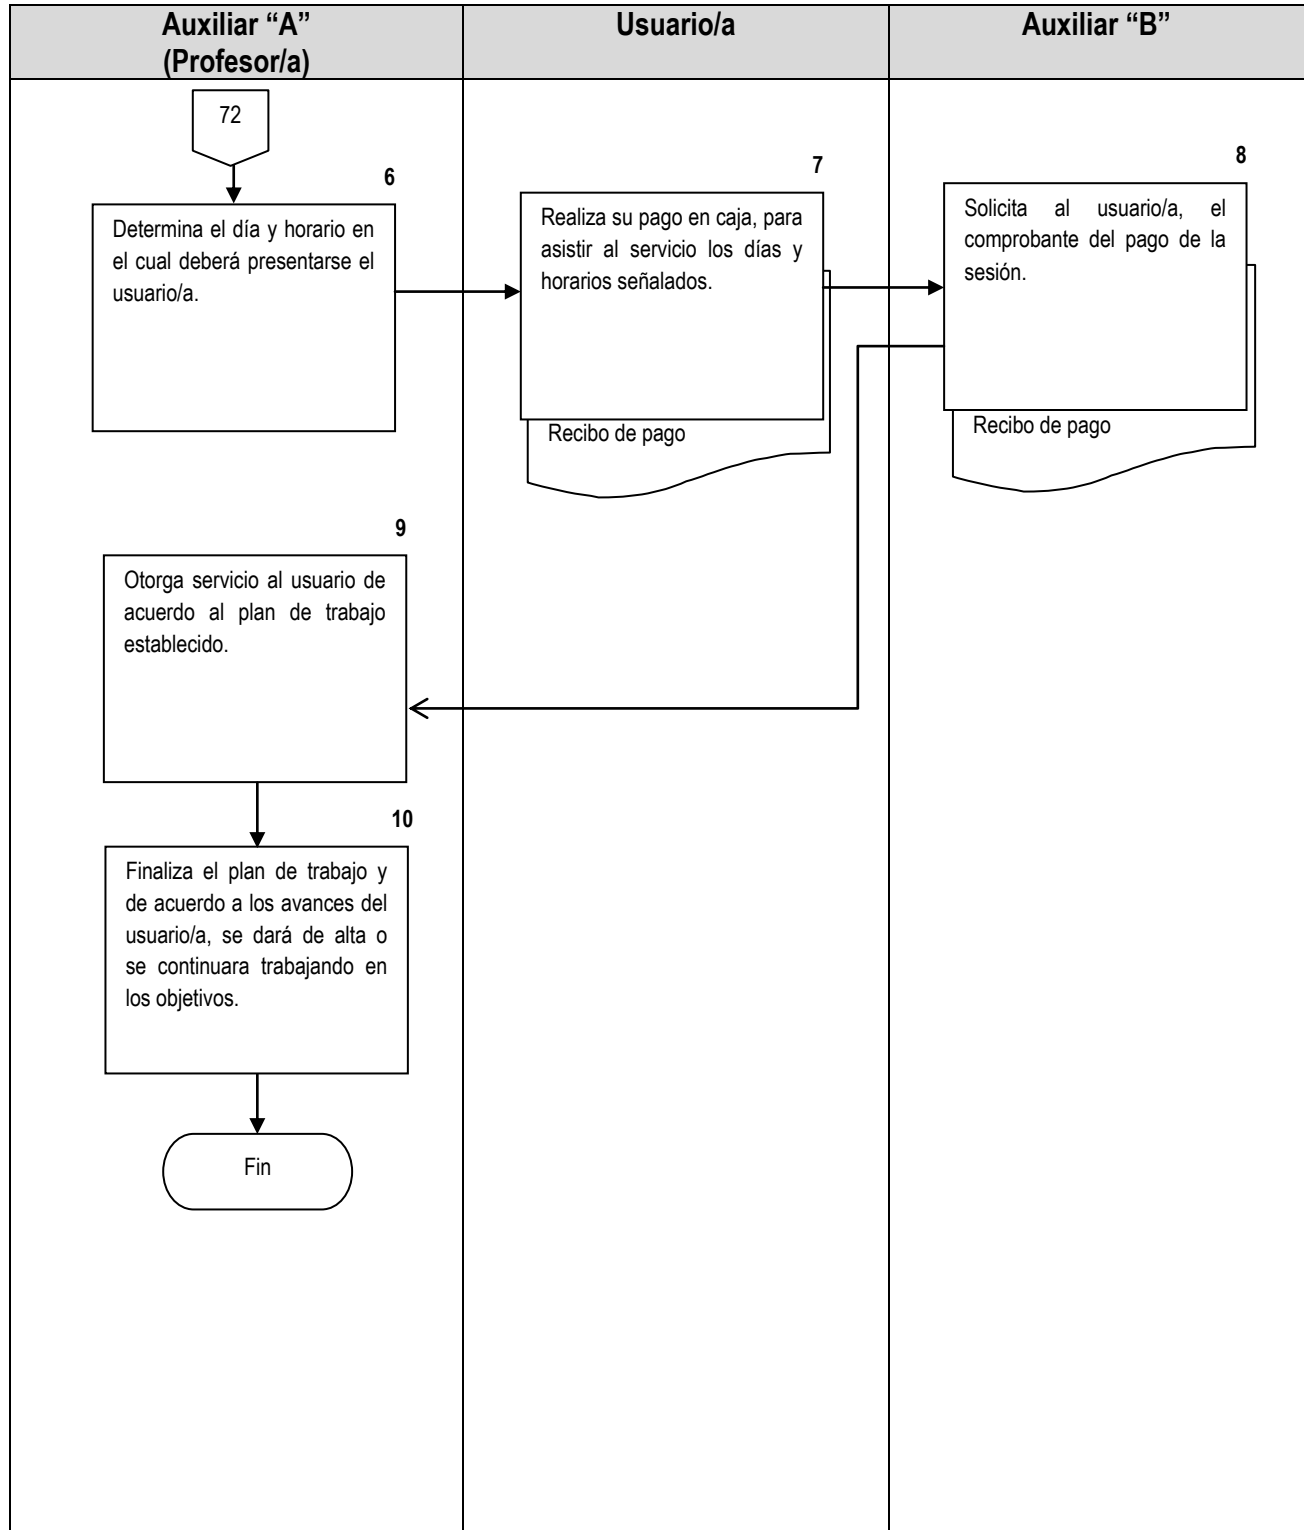 Auxiliar “A”
(Profesor/a)
Usuario/a
Auxiliar “B”
72
6
Determina el día y horario en
el cual deberá presentarse el
usuario/a.
7
Realiza su pago en caja, para
asistir al servicio los días y
horarios señalados.
Recibo de pago
8
Solicita al usuario/a, el
comprobante del pago de la
sesión.
Recibo de pago
9
Otorga servicio al usuario de
acuerdo al plan de trabajo
establecido.
10
Finaliza el plan de trabajo y
de acuerdo a los avances del
usuario/a, se dará de alta o
se continuara trabajando en
los objetivos.
Fin